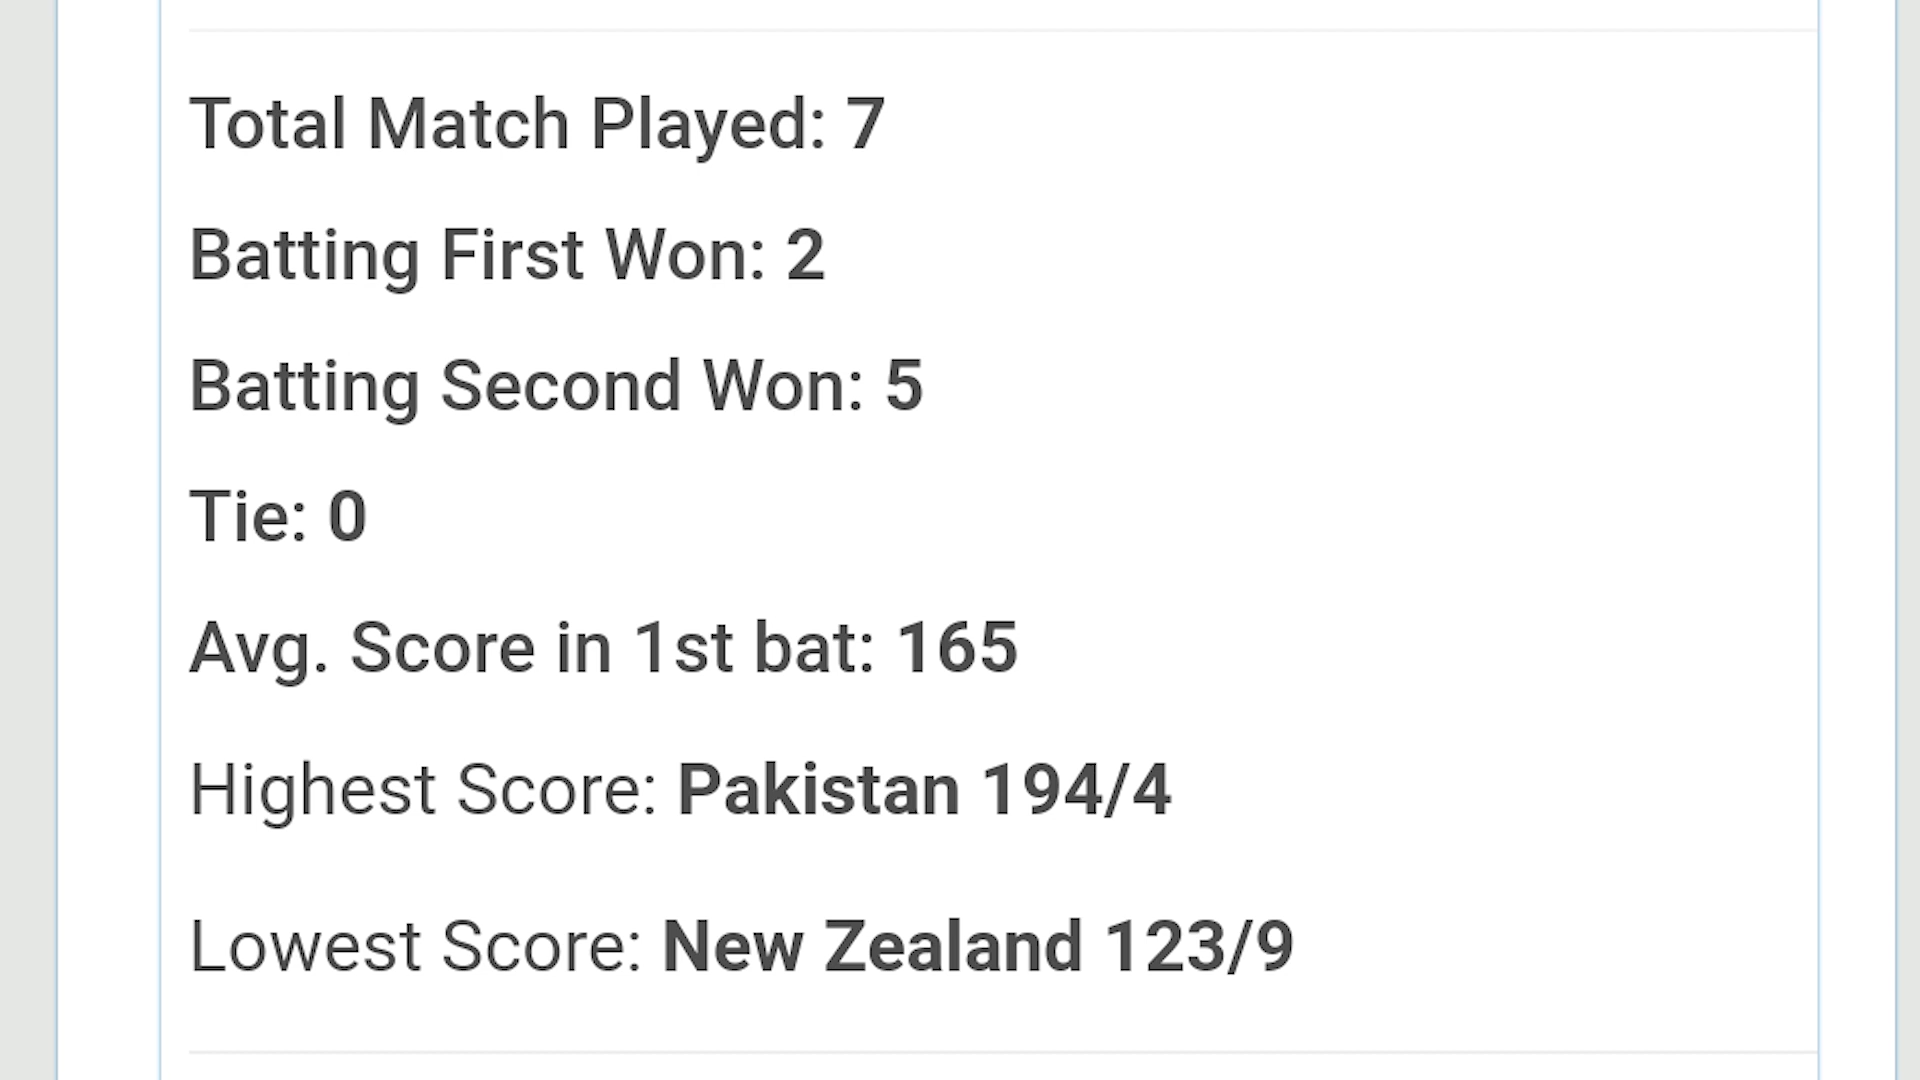 Total Match Played: 7
Batting First Won: 2
Batting Second Won: 5
Tie: 0
Avg. Score in 1st bat: 165
Highest Score: Pakistan 194/4
Lowest Score: New Zealand 123/9